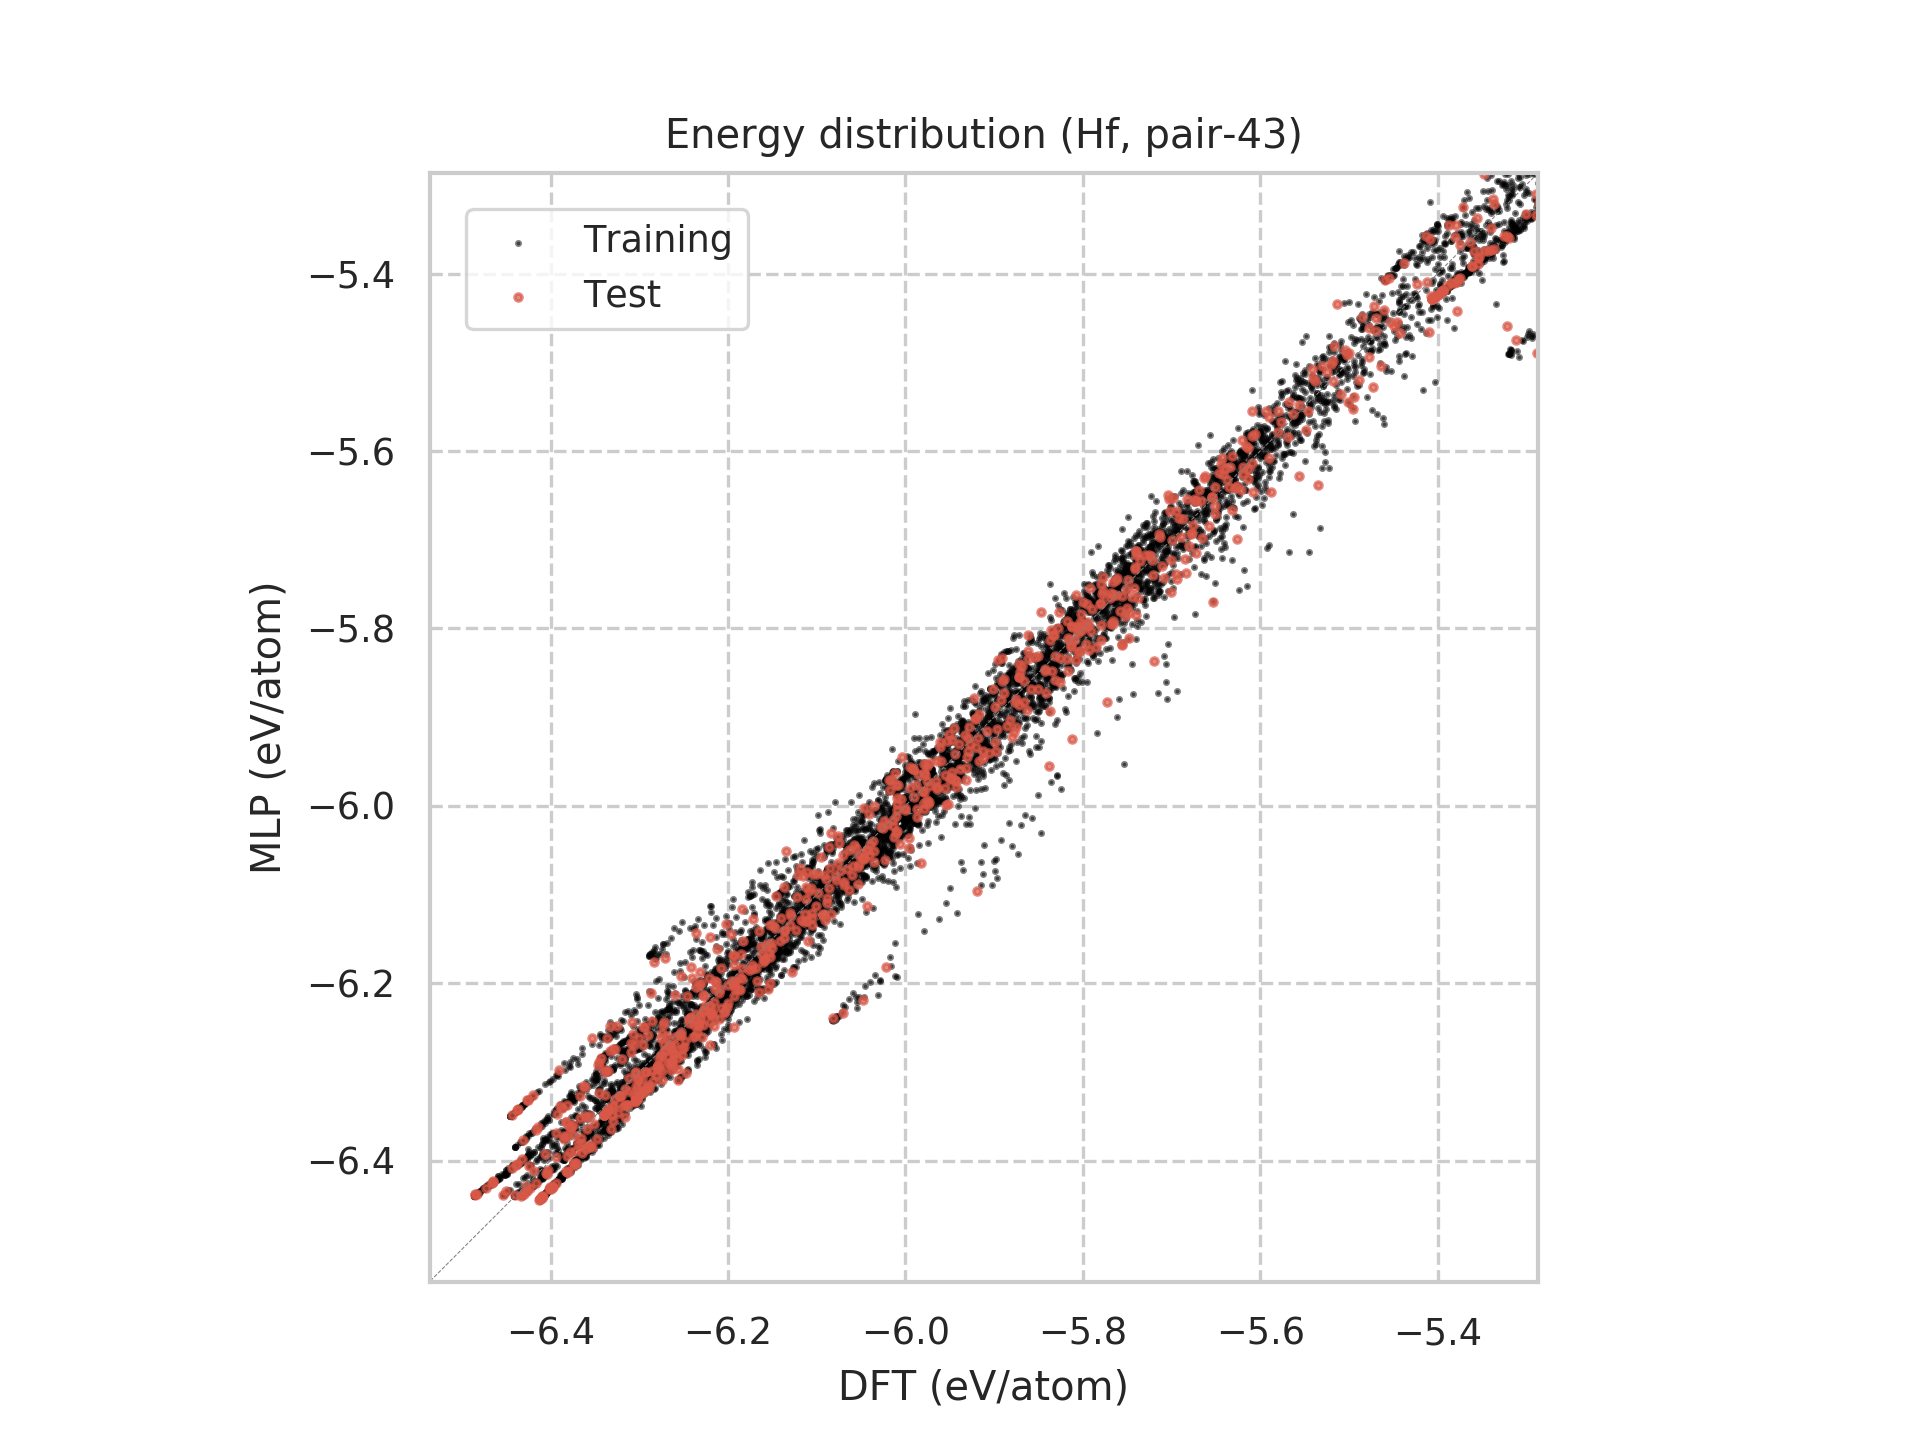 Energy distribution (Hf, pair-43)
Training
Test
−5.4
−5.6
−5.8
−6.0
−6.2
−6.4
MLP (eV/atom)
−6.4 −6.2 −6.0 −5.8 −5.6 −5.4
DFT (eV/atom)